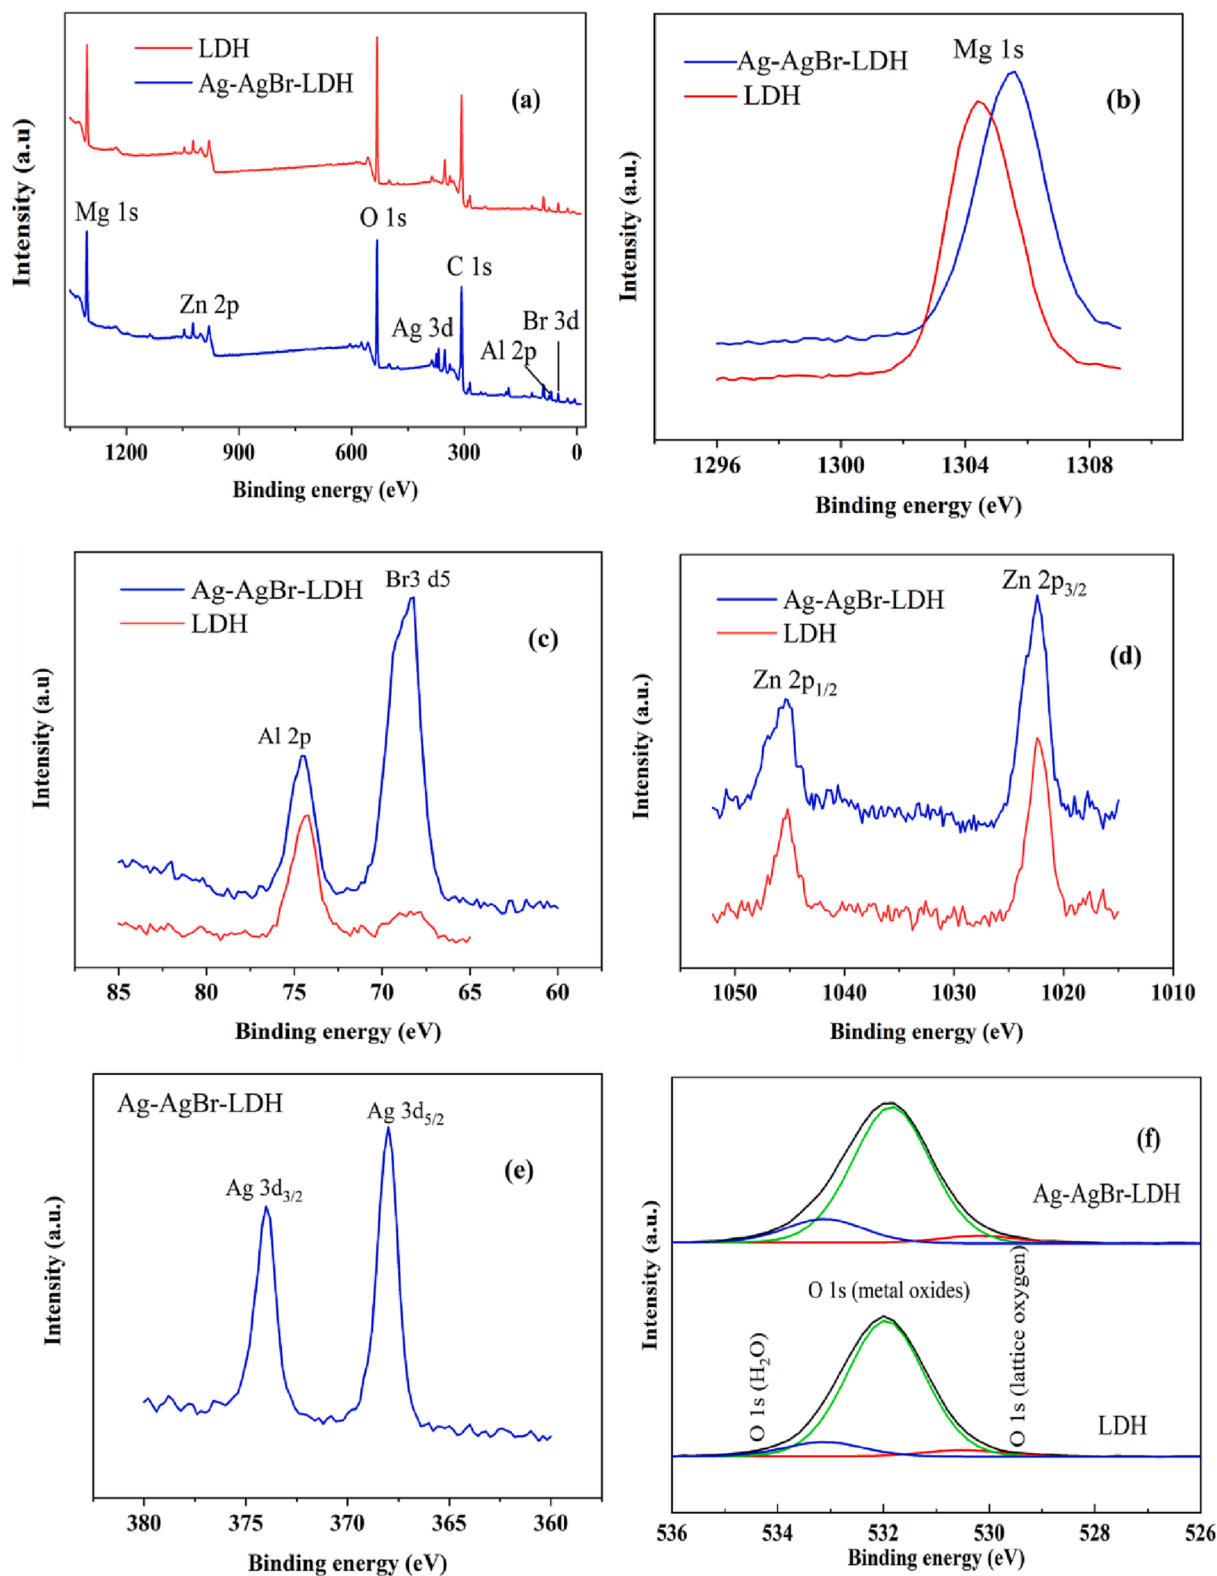 LDH
Ag-AgBr-LDH
(a)
Mg 1s
Zn 2p
O 1s
C 1s
Ag 3d
Br 3d
Al 2p
Intensity (a.u)
1200 900 600 300 0
Binding energy (eV)
Ag-AgBr-LDH
LDH
Mg 1s
(b)
Intensity (a.u.)
1296 1300 1304 1308
Binding energy (eV)
Ag-AgBr-LDH
LDH
Br3 d5
(c)
Al 2p
Intensity (a.u)
85 80 75 70 65 60
Binding energy (eV)
Ag-AgBr-LDH
LDH
Zn 2p3/2
(d)
Zn 2p1/2
Intensity (a.u.)
1050 1040 1030 1020 1010
Binding energy (eV)
Ag-AgBr-LDH
Ag 3d5/2
(e)
Ag 3d3/2
Intensity (a.u.)
380 375 370 365 360
Binding energy (eV)
(f)
Ag-AgBr-LDH
O 1s (metal oxides)
O 1s (H2O)
O 1s (lattice oxygen)
LDH
Intensity (a.u.)
536 534 532 530 528 526
Binding energy (eV)